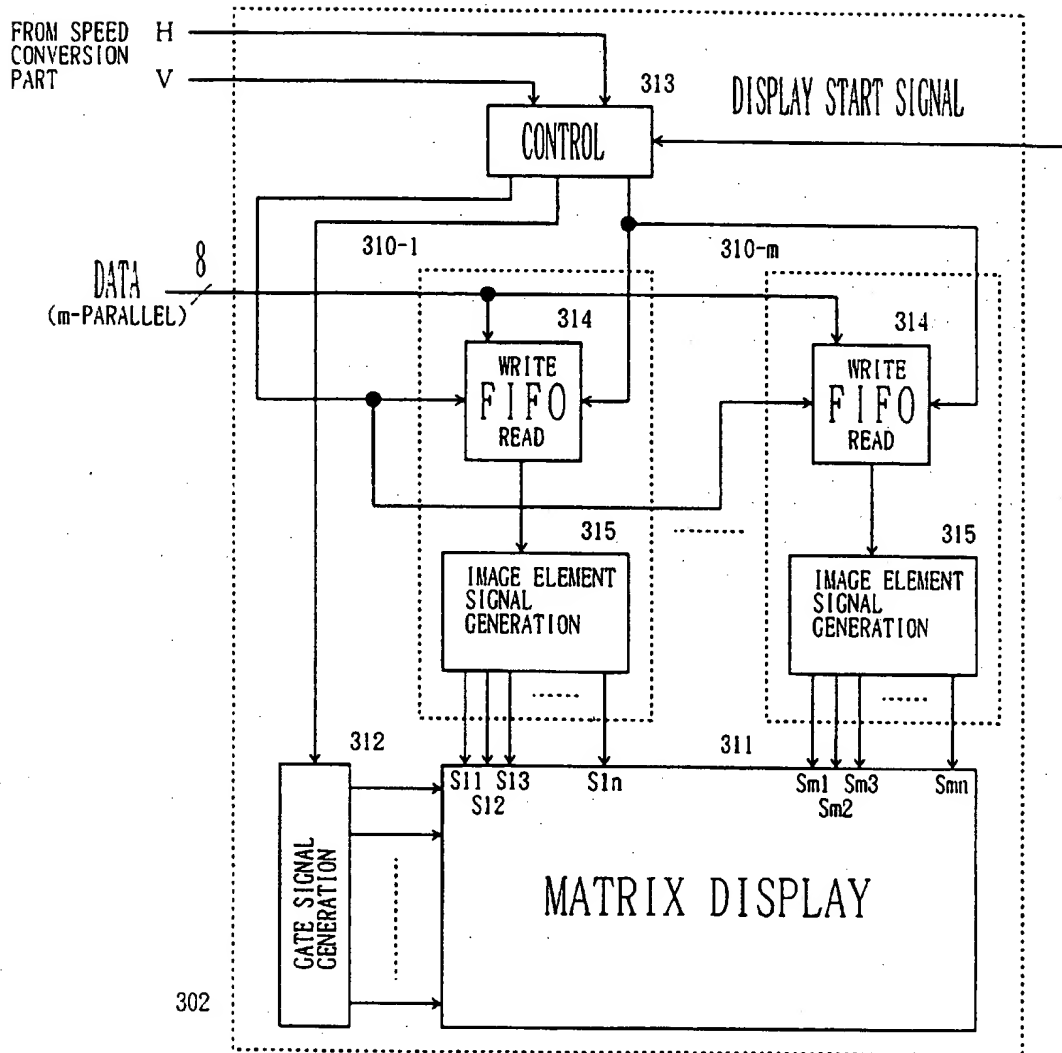 FROM SPEED H
CONVERSION
PART V
313
DISPLAY START SIGNAL
CONTROL
310-1
310-m
8
DATA
(m-PARALLEL)
314
314
WRITE
FIFO
READ
WRITE
FIFO
READ
315
315
IMAGE ELEMENT
SIGNAL
GENERATION
IMAGE ELEMENT
SIGNAL
GENERATION
312
311
S11 S13 S1n
S12
Sm1 Sm3 Smn
Sm2
GATE SIGNAL
GENERATION
MATRIX DISPLAY
302